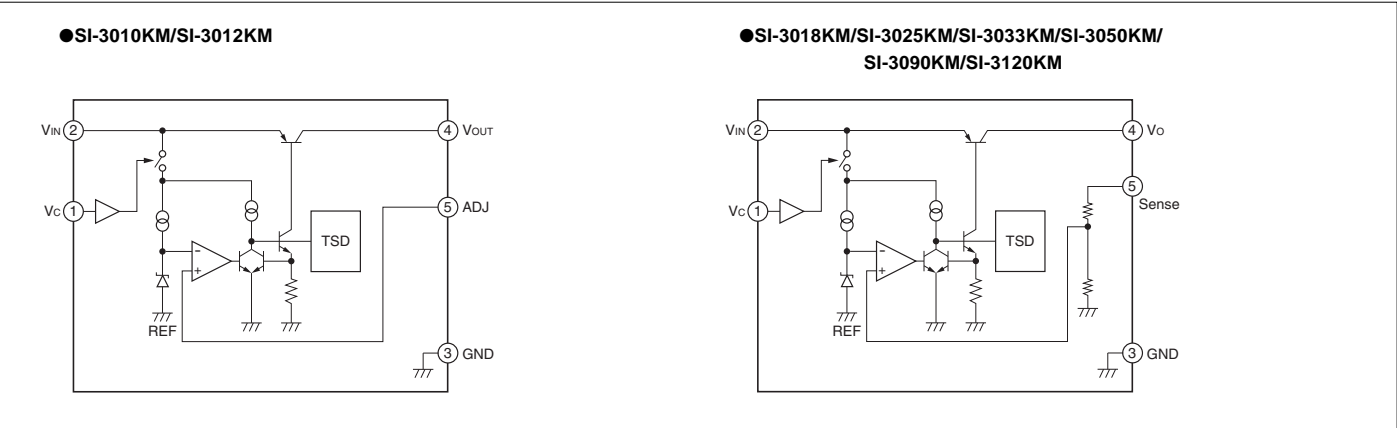 ●SI-3010KM/SI-3012KM
VIN 2
4 VOUT
VC 1
5 ADJ
TSD
−
+
REF
3 GND
●SI-3018KM/SI-3025KM/SI-3033KM/SI-3050KM/
SI-3090KM/SI-3120KM
VIN 2
4 VO
5
Sense
VC 1
TSD
−
+
REF
3 GND